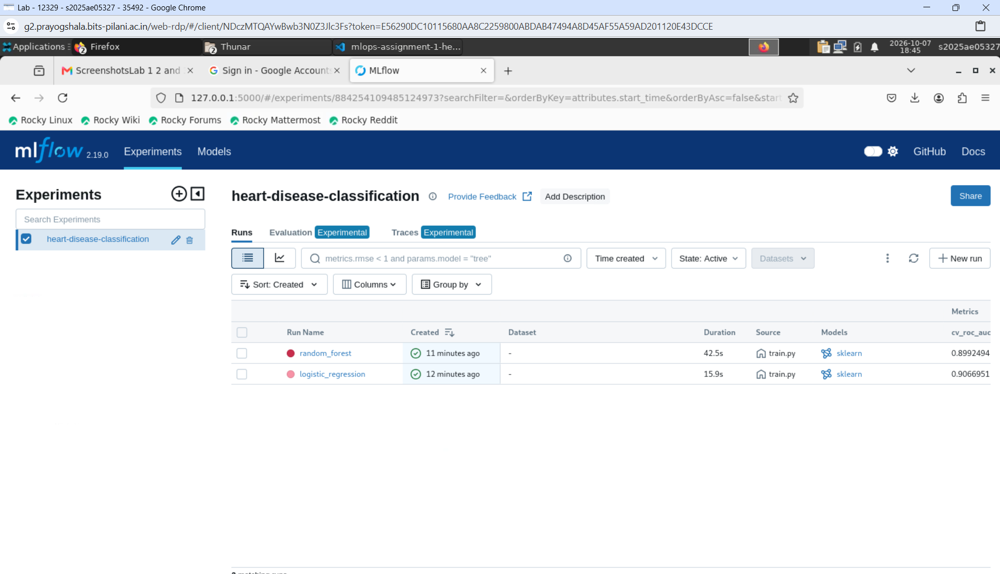 Lab - 12329 - s2025ae05327 - 35492 - Google Chrome
g2.prayogshala.bits-pilani.ac.in/web-rdp/#/client/NDczMTQAYwBwb3N0Z3Jlc3Fs?token=E56290DC10115680AA8C2259800ABDAB47494A8D45AF55A59AD201120E43DCCE
Applications Firefox Thunar mlops-assignment-1-he... 2026-10-07 18:45 s2025ae05327
ScreenshotsLab 1 2 and Sign in - Google Accounts MLflow
127.0.0.1:5000/#/experiments/884254109485124973?searchFilter=&orderByKey=attributes.start_time&orderByAsc=false&start
Rocky Linux Rocky Wiki Rocky Forums Rocky Mattermost Rocky Reddit
mlflow 2.19.0 Experiments Models GitHub Docs
Experiments
Search Experiments
heart-disease-classification
heart-disease-classification Provide Feedback Add Description Share
Runs Evaluation Experimental Traces Experimental
metrics.rmse < 1 and params.model = "tree" Time created State: Active Datasets New run
Sort: Created Columns Group by
Metrics
Run Name Created Dataset Duration Source Models cv_roc_auc
random_forest 11 minutes ago - 42.5s train.py sklearn 0.8992494
logistic_regression 12 minutes ago - 15.9s train.py sklearn 0.9066951